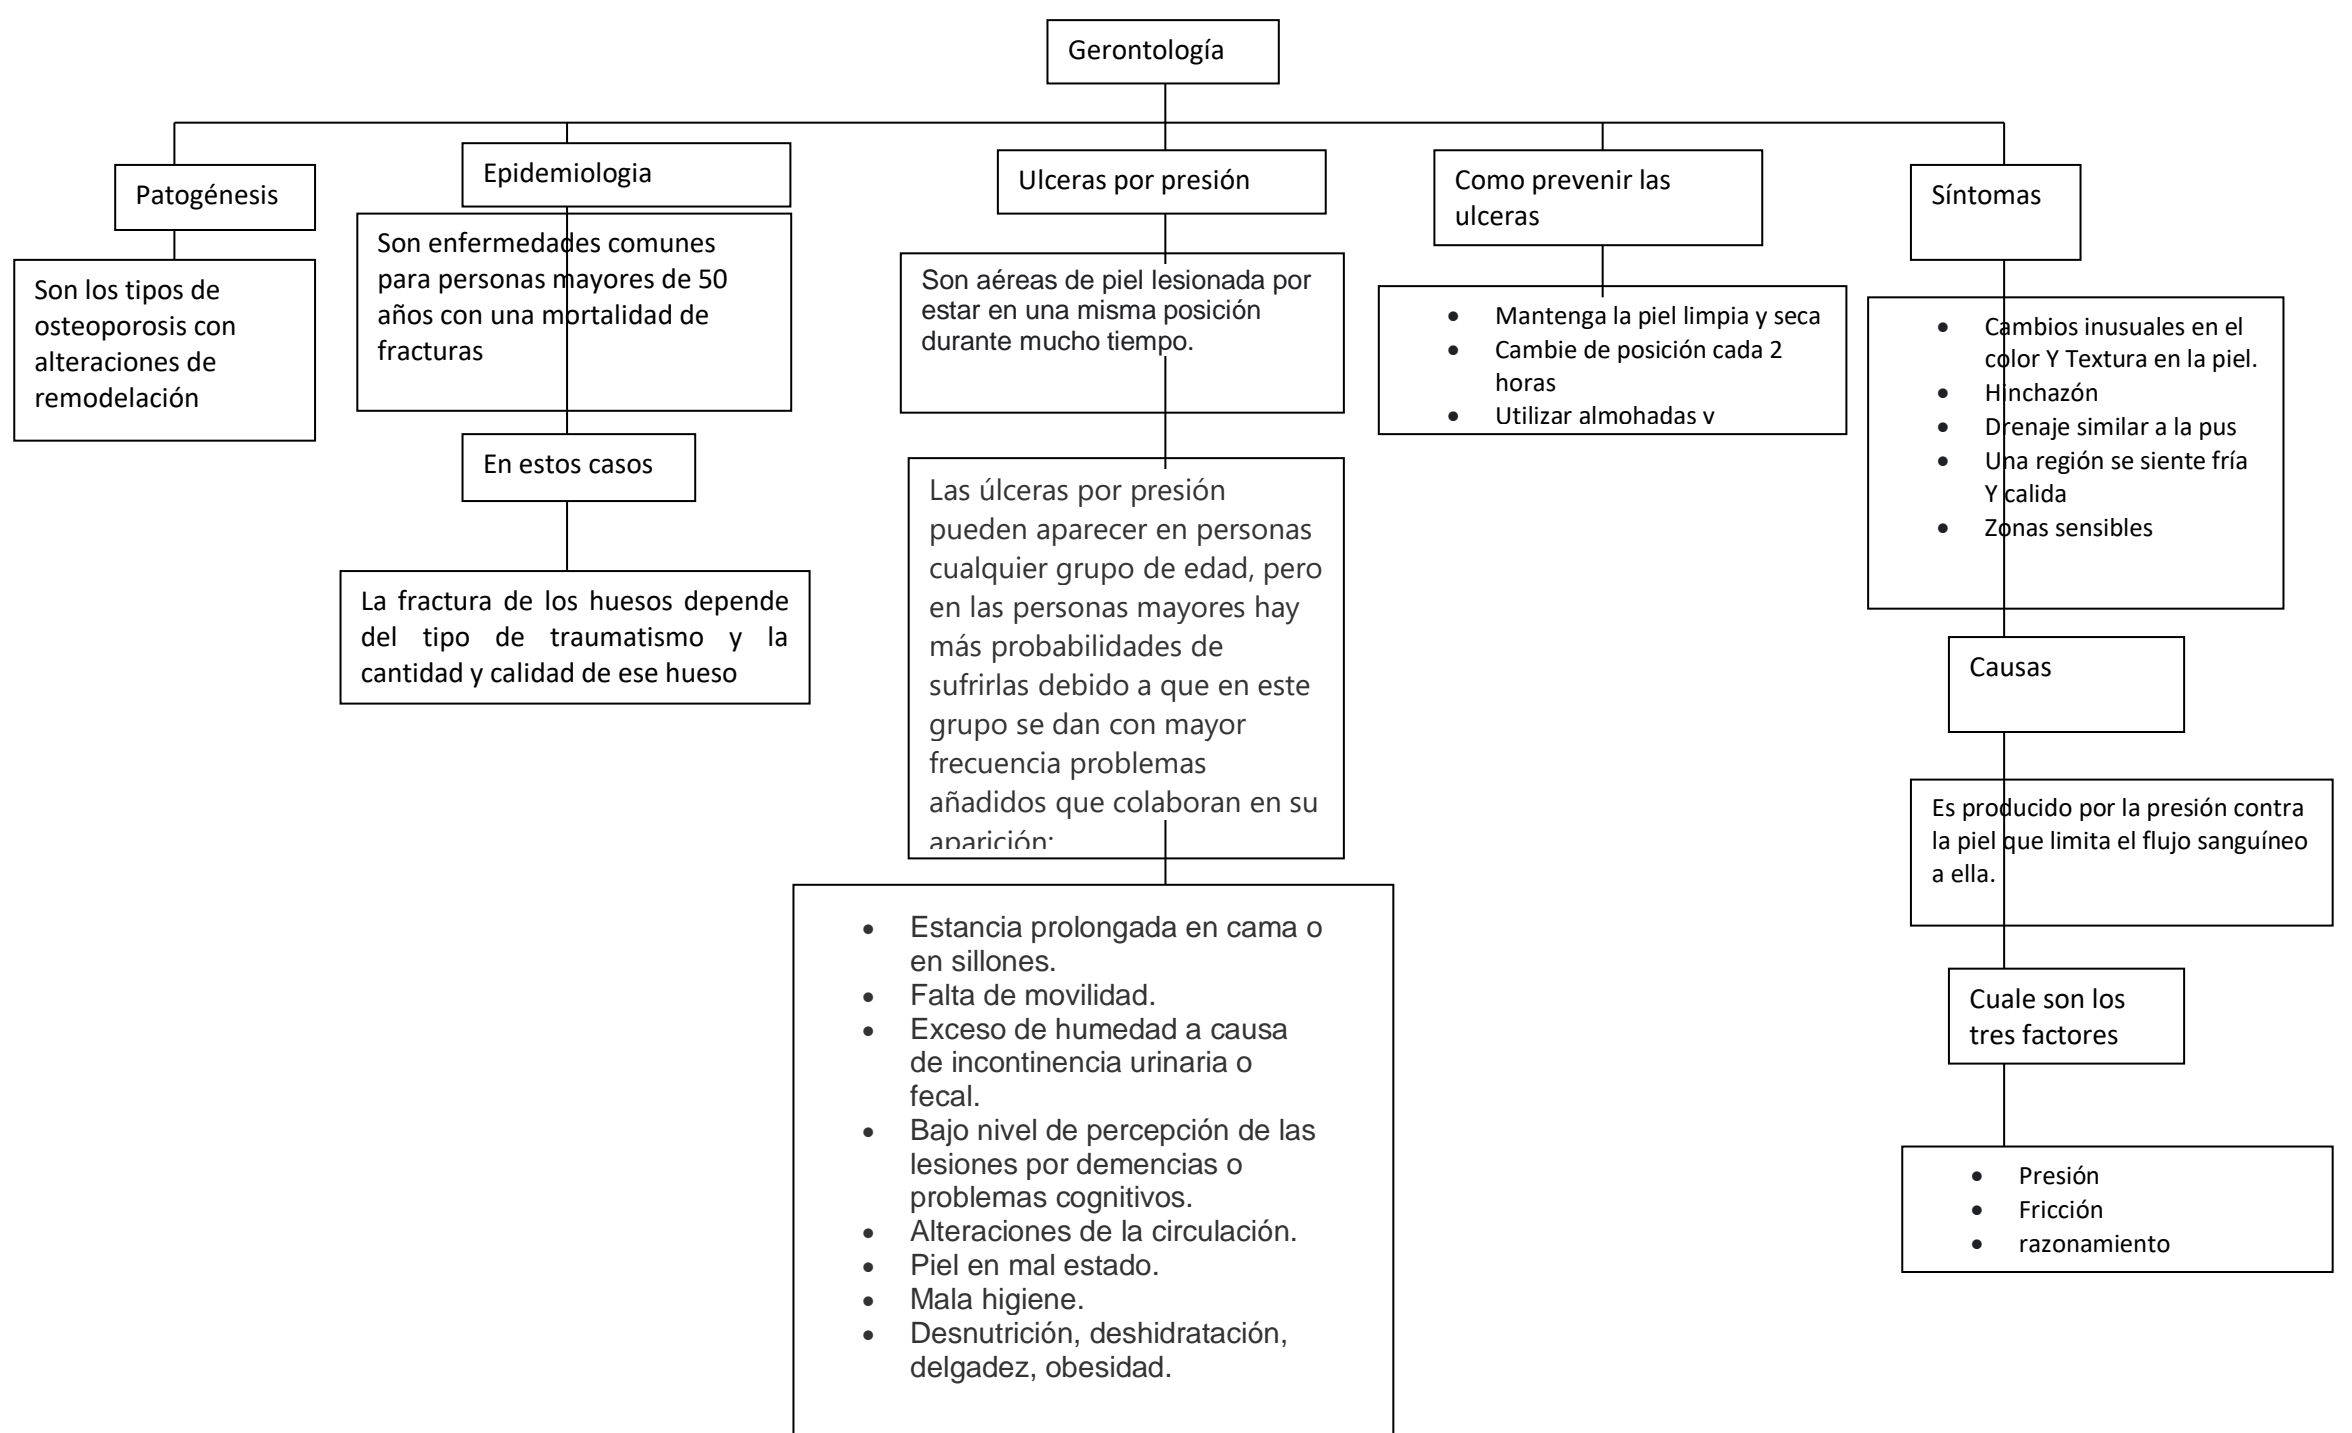 Gerontología
Patogénesis
Son los tipos de
osteoporosis con
alteraciones de
remodelación
Epidemiologia
Son enfermedades comunes
para personas mayores de 50
años con una mortalidad de
fracturas
En estos casos
La fractura de los huesos depende
del tipo de traumatismo y la
cantidad y calidad de ese hueso
Ulceras por presión
Son aéreas de piel lesionada por
estar en una misma posición
durante mucho tiempo.
Las úlceras por presión
pueden aparecer en personas
cualquier grupo de edad, pero
en las personas mayores hay
más probabilidades de
sufrirlas debido a que en este
grupo se dan con mayor
frecuencia problemas
añadidos que colaboran en su
aparición:
• Estancia prolongada en cama o
en sillones.
• Falta de movilidad.
• Exceso de humedad a causa
de incontinencia urinaria o
fecal.
• Bajo nivel de percepción de las
lesiones por demencias o
problemas cognitivos.
• Alteraciones de la circulación.
• Piel en mal estado.
• Mala higiene.
• Desnutrición, deshidratación,
delgadez, obesidad.
Como prevenir las
ulceras
• Mantenga la piel limpia y seca
• Cambie de posición cada 2
horas
• Utilizar almohadas y
Síntomas
• Cambios inusuales en el
color Y Textura en la piel.
• Hinchazón
• Drenaje similar a la pus
• Una región se siente fría
Y calida
• Zonas sensibles
Causas
Es producido por la presión contra
la piel que limita el flujo sanguíneo
a ella.
Cuale son los
tres factores
• Presión
• Fricción
• razonamiento